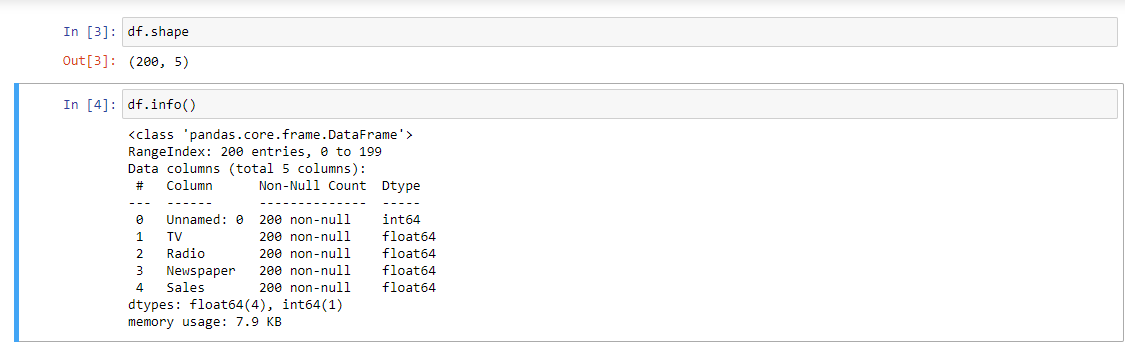 In [3]: df.shape
Out[3]: (200, 5)
In [4]: df.info()
<class 'pandas.core.frame.DataFrame'>
RangeIndex: 200 entries, 0 to 199
Data columns (total 5 columns):
 #   Column      Non-Null Count  Dtype
---  ------      --------------  -----
 0   Unnamed: 0  200 non-null    int64
 1   TV          200 non-null    float64
 2   Radio       200 non-null    float64
 3   Newspaper   200 non-null    float64
 4   Sales       200 non-null    float64
dtypes: float64(4), int64(1)
memory usage: 7.9 KB